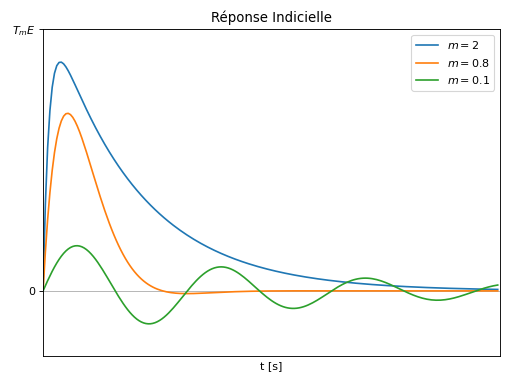 Réponse Indicielle
T_mE
m = 2
m = 0.8
m = 0.1
0
t [s]